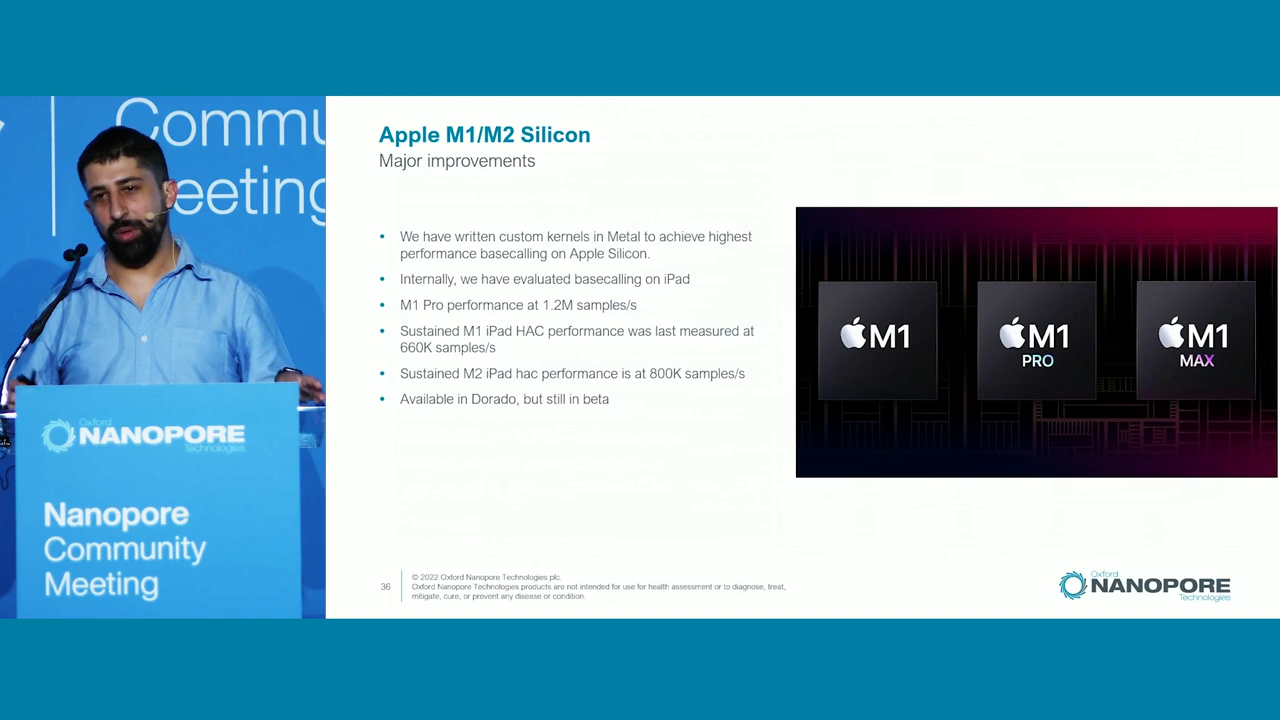 Commu
Meeting
Oxford
NANOPORE
Technologies
Nanopore
Community
Meeting
Apple M1/M2 Silicon
Major improvements
• We have written custom kernels in Metal to achieve highest
performance basecalling on Apple Silicon.
• Internally, we have evaluated basecalling on iPad
• M1 Pro performance at 1.2M samples/s
• Sustained M1 iPad HAC performance was last measured at
660K samples/s
• Sustained M2 iPad hac performance is at 800K samples/s
• Available in Dorado, but still in beta
M1
M1
PRO
M1
MAX
36
© 2022 Oxford Nanopore Technologies plc.
Oxford Nanopore Technologies products are not intended for use for health assessment or to diagnose, treat,
mitigate, cure, or prevent any disease or condition.
Oxford
NANOPORE
Technologies